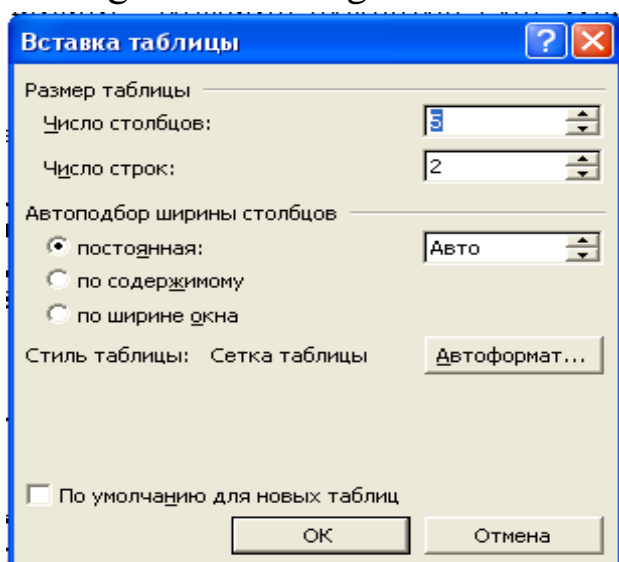 Вставка таблицы
Размер таблицы
Число столбцов: 5
Число строк: 2
Автоподбор ширины столбцов
постоянная: Авто
по содержимому
по ширине окна
Стиль таблицы: Сетка таблицы Автоформат...
По умолчанию для новых таблиц
ОК Отмена